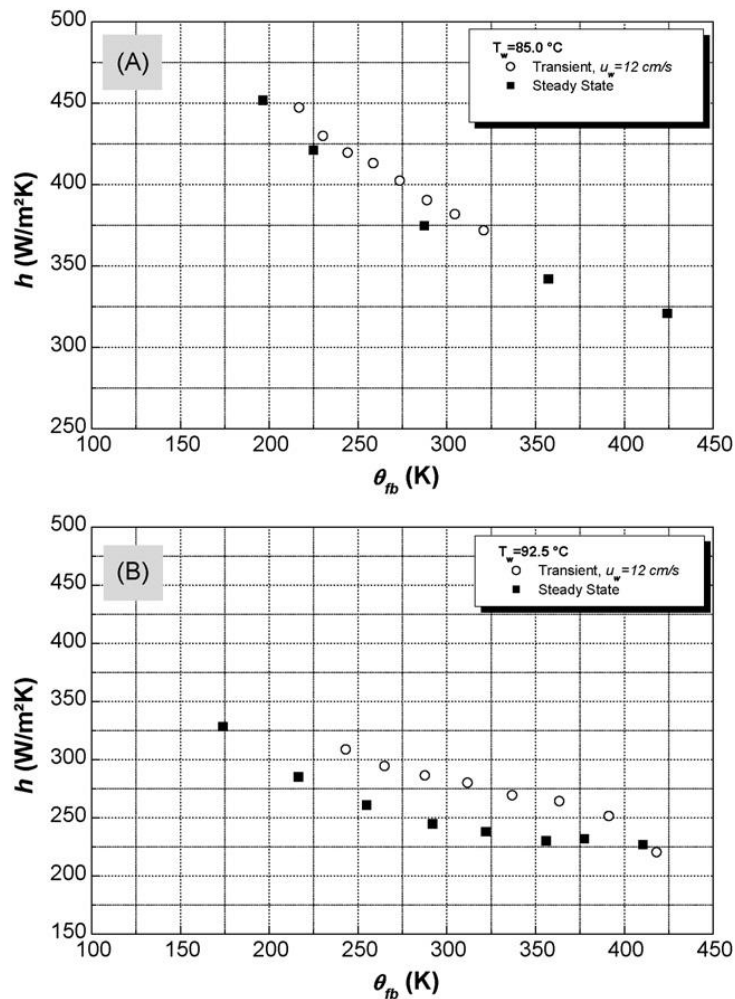 500
450
400
350
300
250
h (W/m²K)
(A)
T_w=85.0 °C
Transient, u_w=12 cm/s
Steady State
100 150 200 250 300 350 400 450
θ_fb (K)
500
450
400
350
300
250
200
150
h (W/m²K)
(B)
T_w=92.5 °C
Transient, u_w=12 cm/s
Steady State
100 150 200 250 300 350 400 450
θ_fb (K)